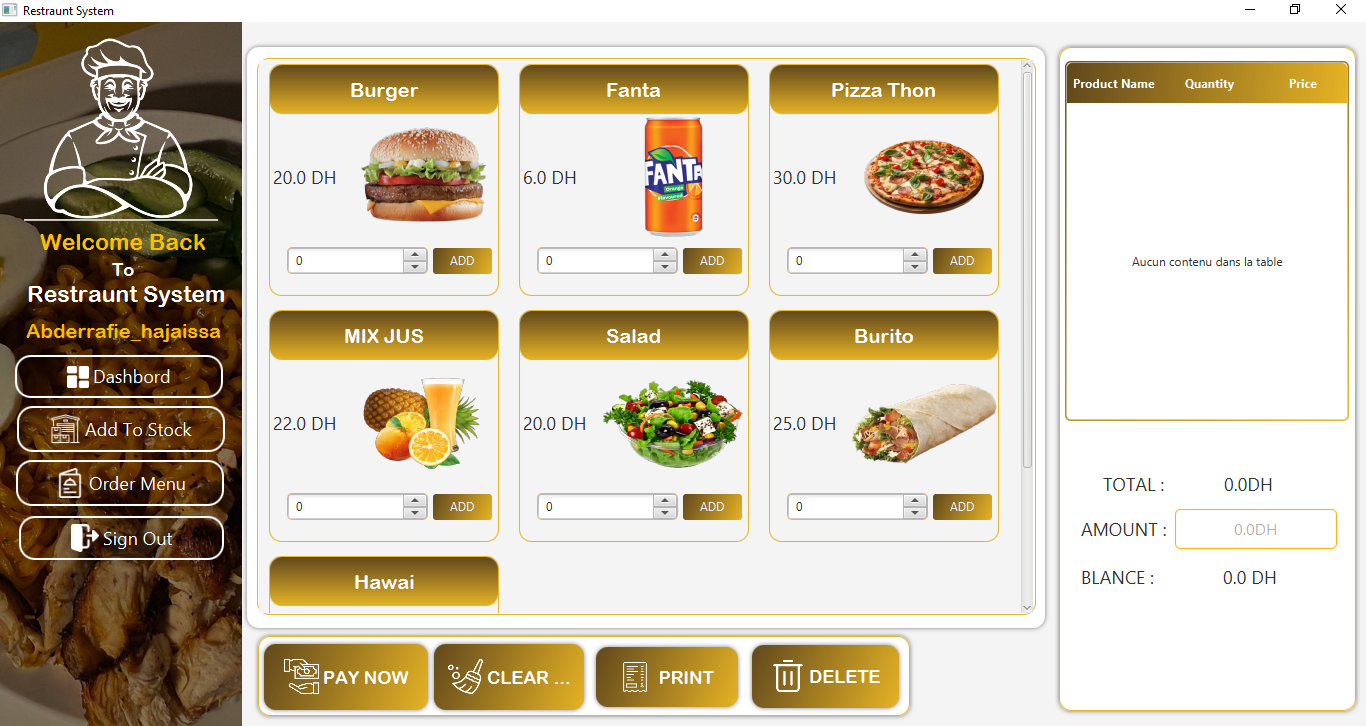 Restraunt System
Welcome Back
To
Restraunt System
Abderrafie_hajaissa
Dashbord
Add To Stock
Order Menu
Sign Out
Burger
20.0 DH
0
ADD
Fanta
6.0 DH
FANTA
Orange
Flavoured
0
ADD
Pizza Thon
30.0 DH
0
ADD
MIX JUS
22.0 DH
0
ADD
Salad
20.0 DH
0
ADD
Burito
25.0 DH
0
ADD
Hawai
PAY NOW
CLEAR ...
PRINT
DELETE
Product Name Quantity Price
Aucun contenu dans la table
TOTAL : 0.0DH
AMOUNT : 0.0DH
BLANCE : 0.0 DH